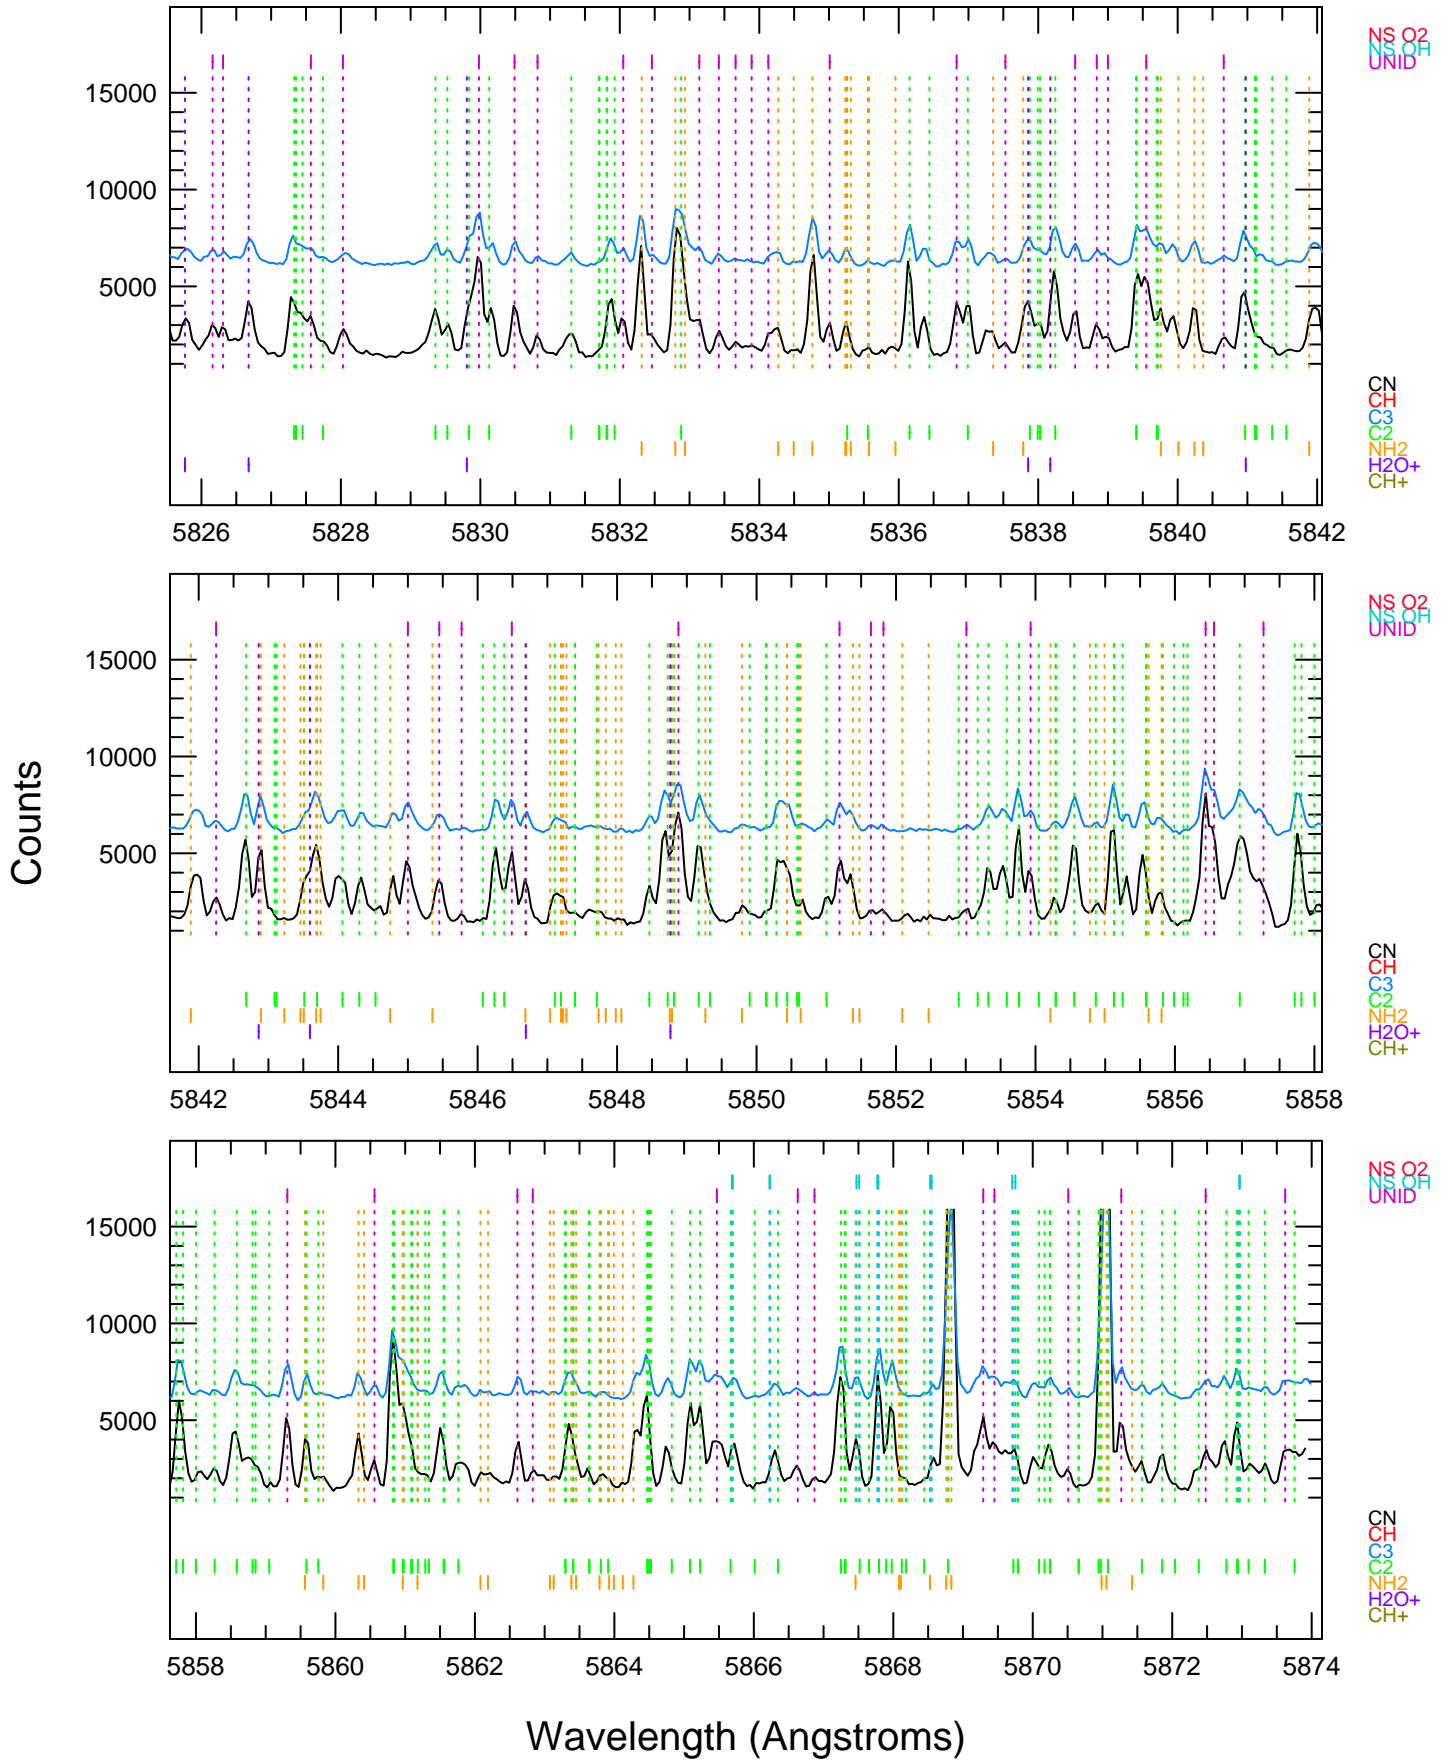 NS O2
NS OH
UNID
15000
10000
5000
CN
CH
C3
C2
NH2
H2O+
CH+
5826 5828 5830 5832 5834 5836 5838 5840 5842
NS O2
NS OH
UNID
15000
10000
5000
CN
CH
C3
C2
NH2
H2O+
CH+
5842 5844 5846 5848 5850 5852 5854 5856 5858
Counts
NS O2
NS OH
UNID
15000
10000
5000
CN
CH
C3
C2
NH2
H2O+
CH+
5858 5860 5862 5864 5866 5868 5870 5872 5874
Wavelength (Angstroms)